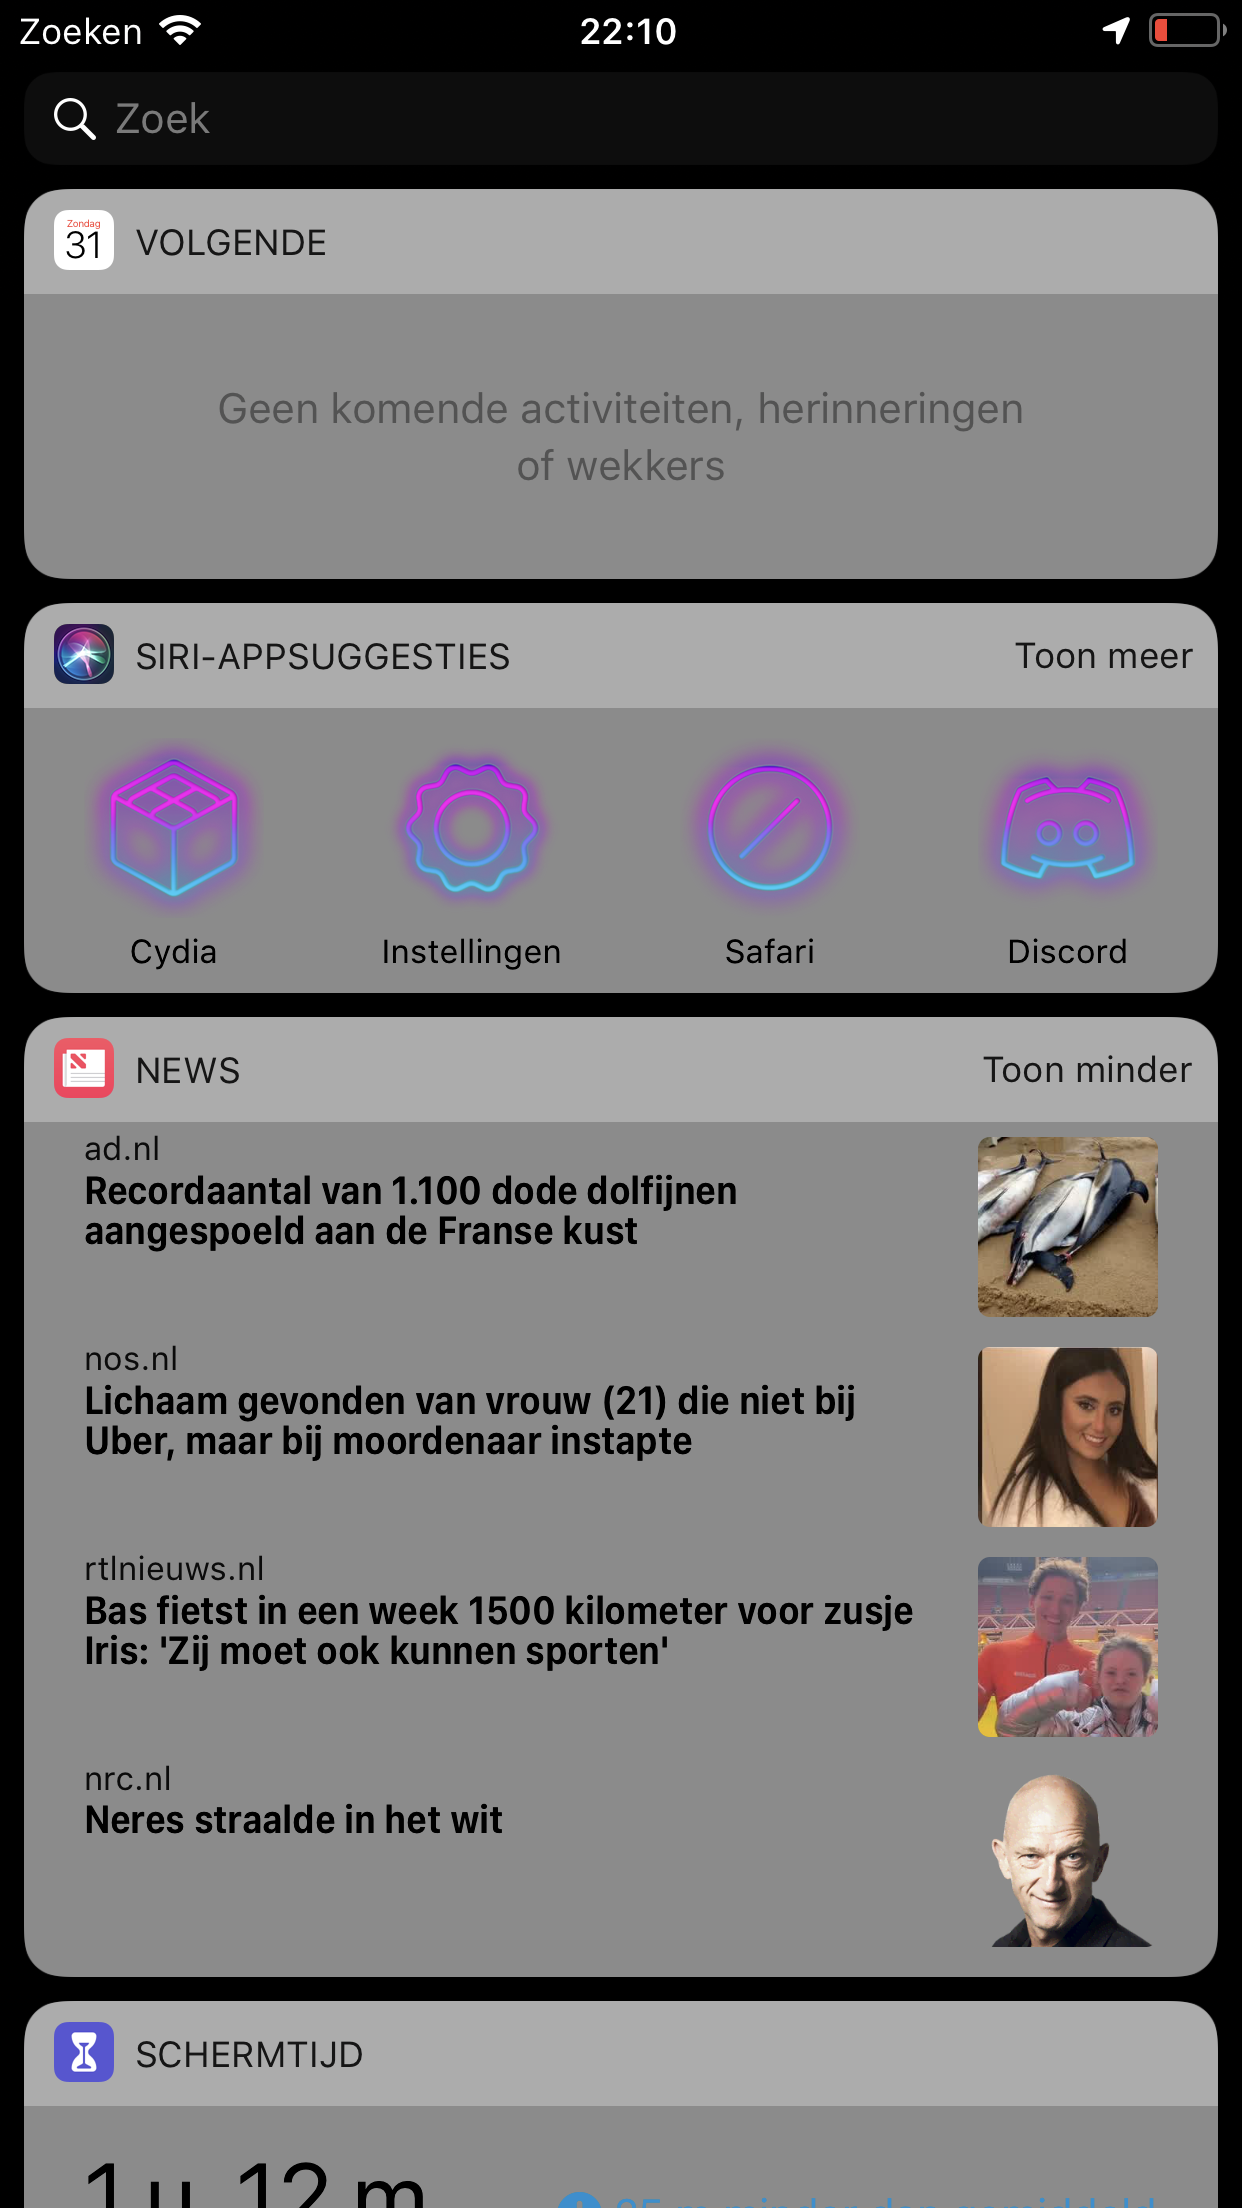 Zoeken
22:10
Zoek
Zondag
31
VOLGENDE
Geen komende activiteiten, herinneringen
of wekkers
SIRI-APPSUGGESTIES
Toon meer
Cydia
Instellingen
Safari
Discord
NEWS
Toon minder
ad.nl
Recordaantal van 1.100 dode dolfijnen
aangespoeld aan de Franse kust
nos.nl
Lichaam gevonden van vrouw (21) die niet bij
Uber, maar bij moordenaar instapte
rtlnieuws.nl
Bas fietst in een week 1500 kilometer voor zusje
Iris: 'Zij moet ook kunnen sporten'
nrc.nl
Neres straalde in het wit
SCHERMTIJD
1 u 12 m
m minder dan gemiddeld